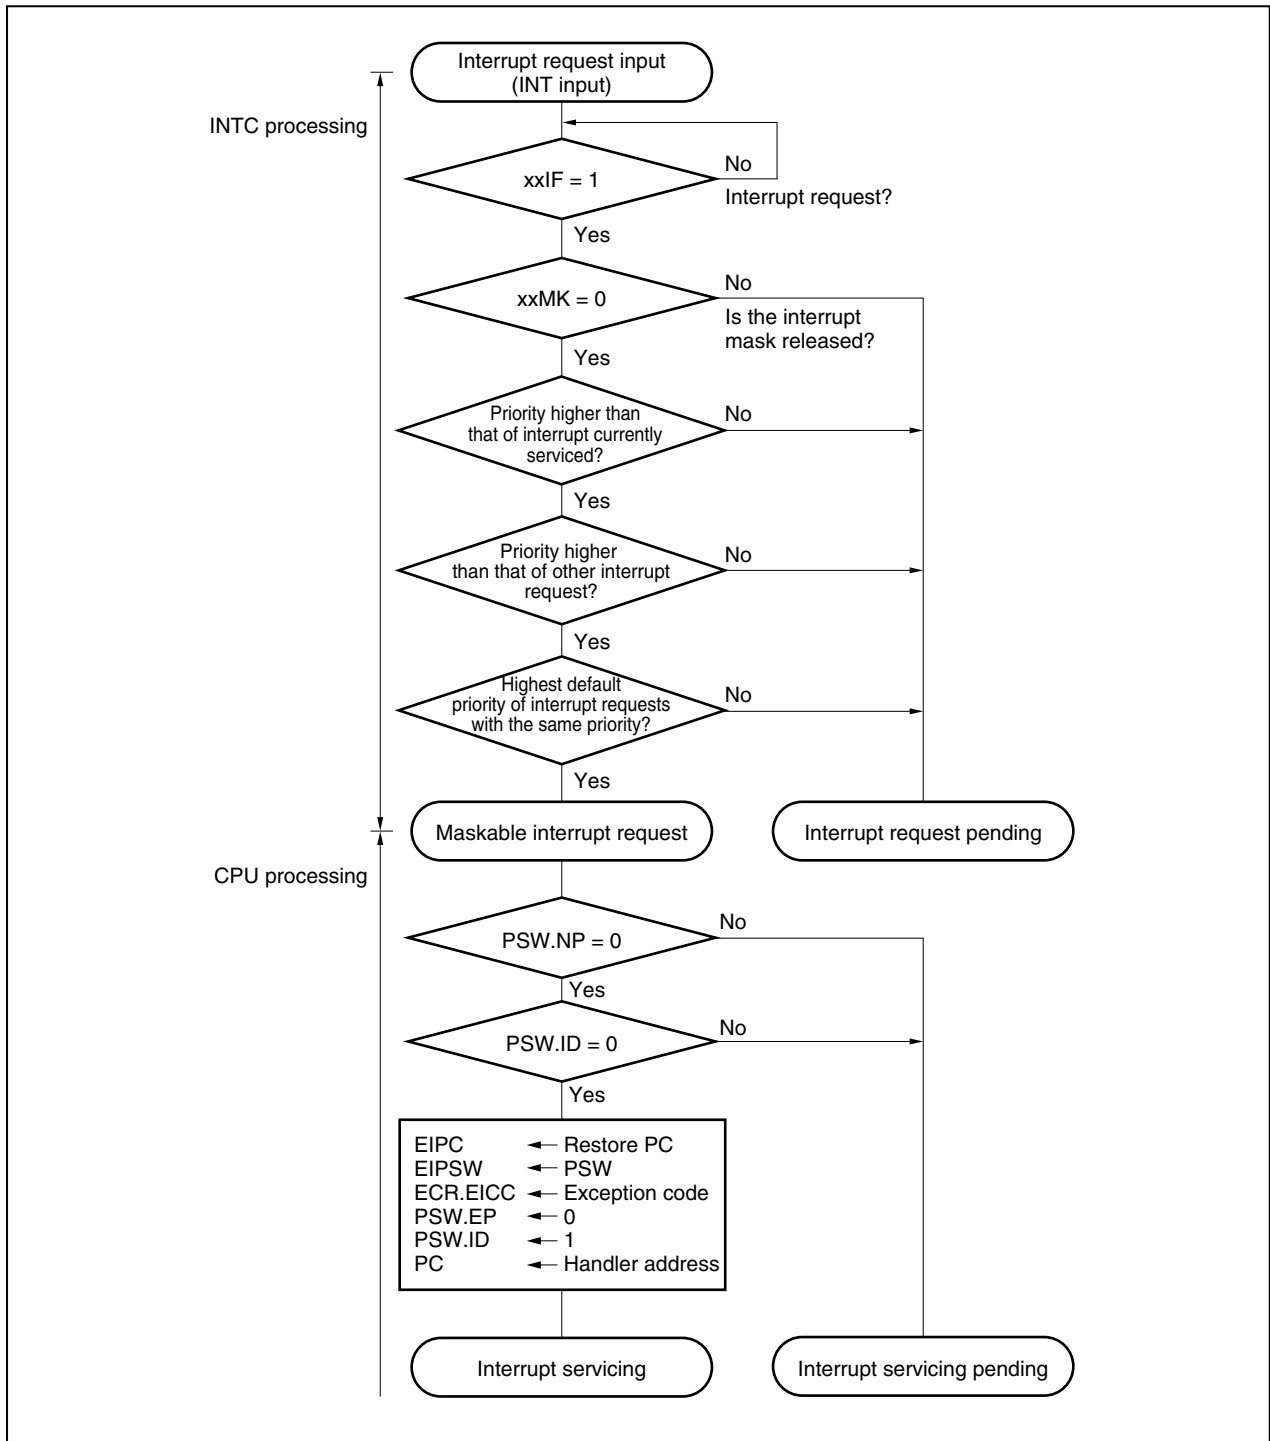 Interrupt request input
(INT input)
INTC processing
xxIF = 1
No
Interrupt request?
Yes
xxMK = 0
No
Is the interrupt
mask released?
Yes
Priority higher than
that of interrupt currently
serviced?
No
Yes
Priority higher
than that of other interrupt
request?
No
Yes
Highest default
priority of interrupt requests
with the same priority?
No
Yes
Maskable interrupt request
Interrupt request pending
CPU processing
PSW.NP = 0
No
Yes
PSW.ID = 0
No
Yes
EIPC ← Restore PC
EIPSW ← PSW
ECR.EICC ← Exception code
PSW.EP ← 0
PSW.ID ← 1
PC ← Handler address
Interrupt servicing
Interrupt servicing pending